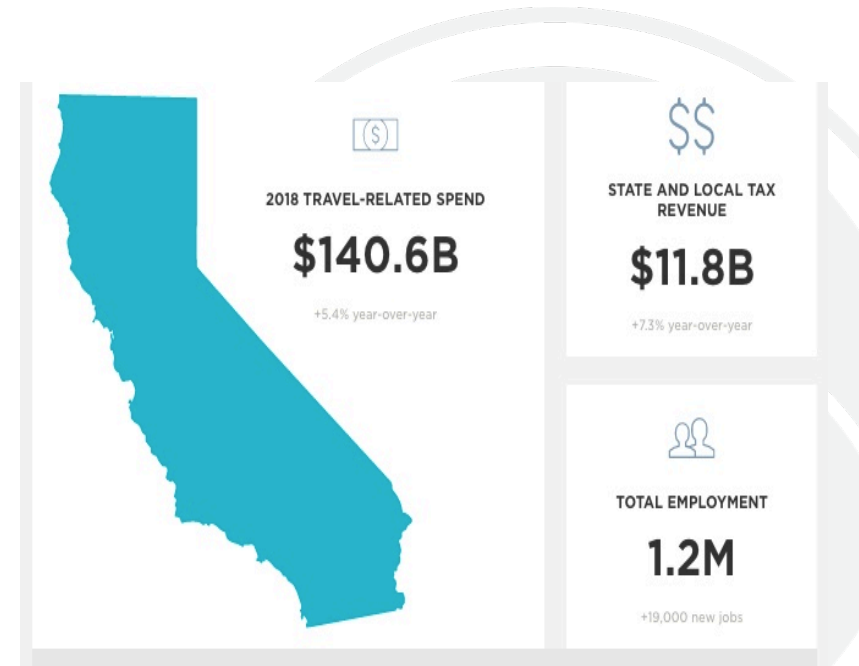 2018 TRAVEL-RELATED SPEND
$140.6B
+5.4% year-over-year
$$
STATE AND LOCAL TAX
REVENUE
$11.8B
+7.3% year-over-year
TOTAL EMPLOYMENT
1.2M
+19,000 new jobs